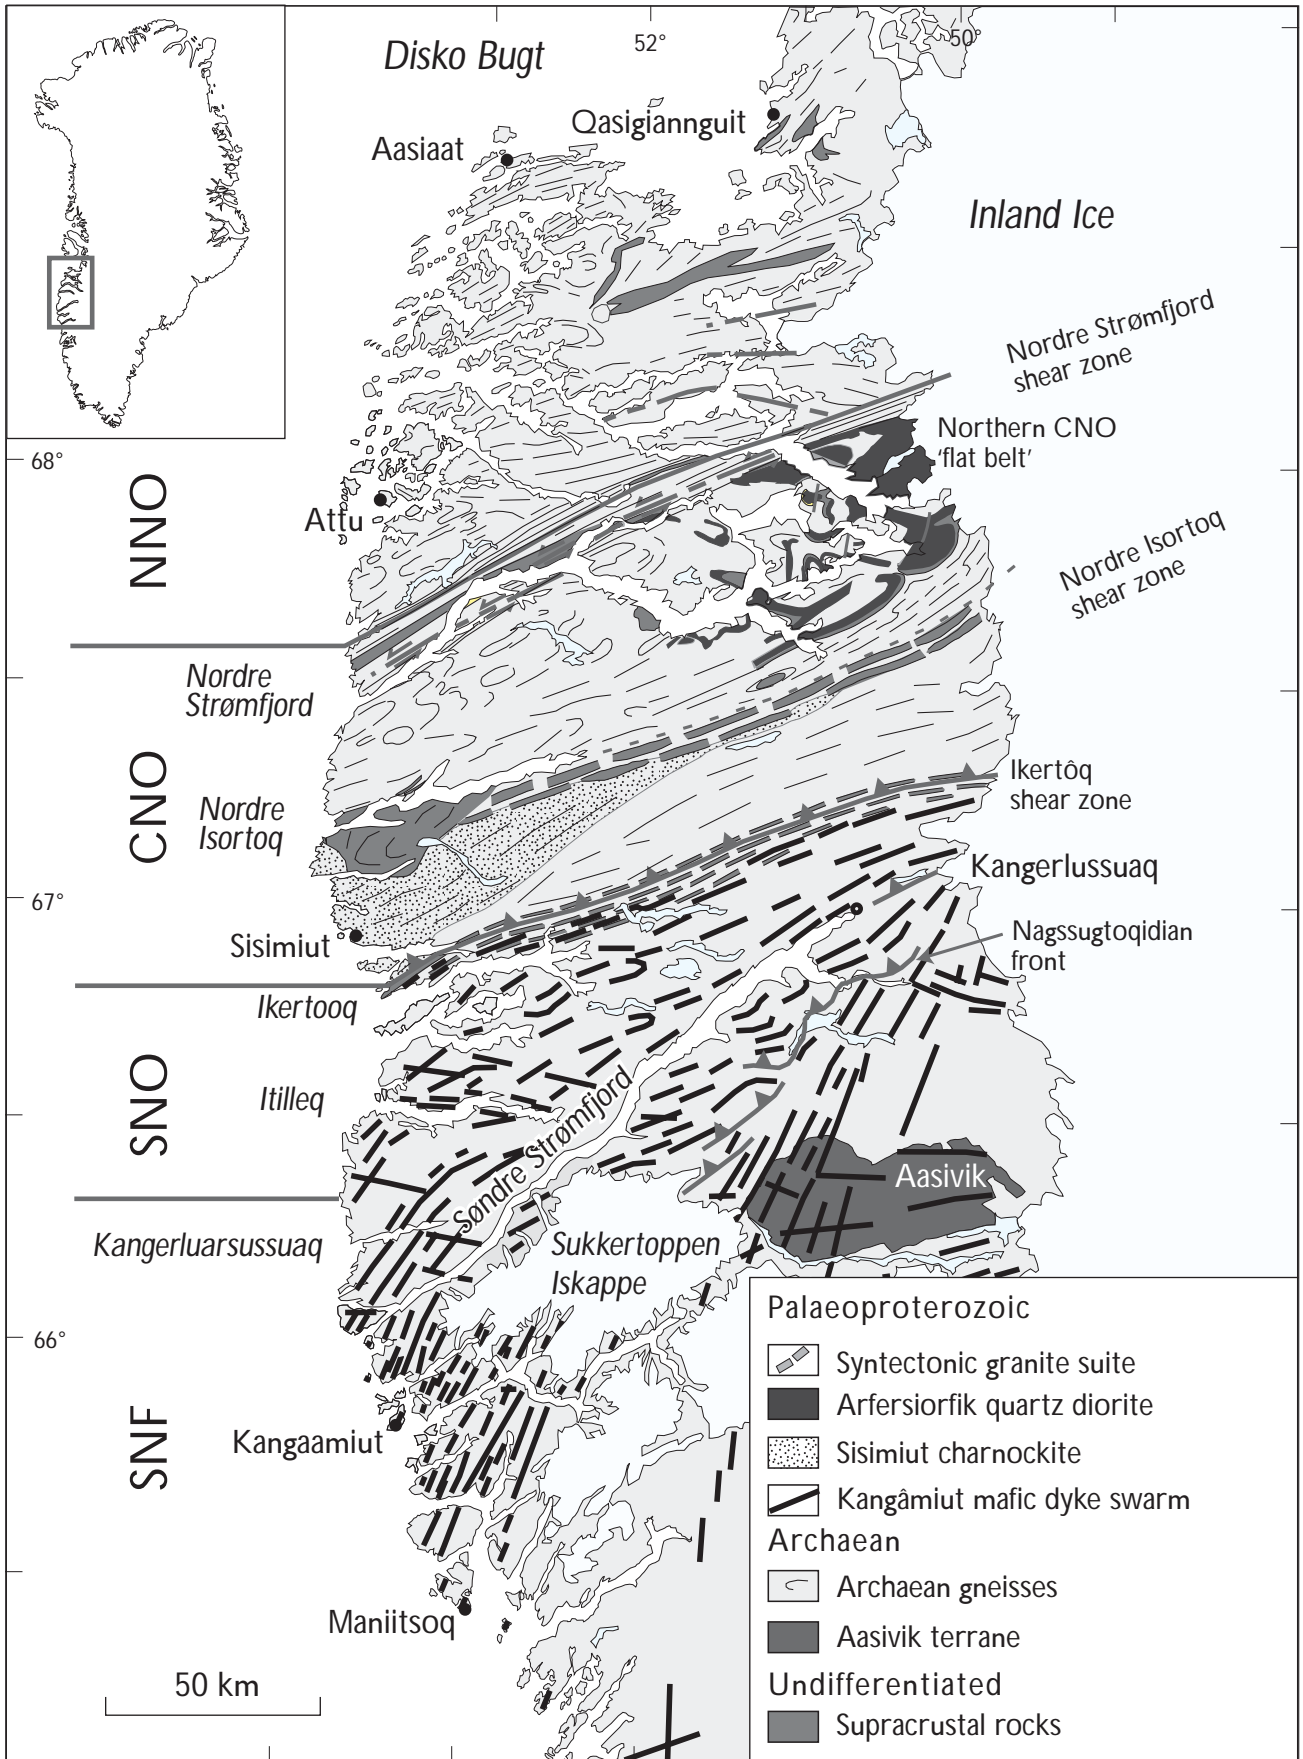 Disko Bugt
52°
50°
Qasigiannguit
Aasiaat
Inland Ice
Nordre Strømfjord
shear zone
Northern CNO
'flat belt'
68°
NNO
Attu
Nordre Isortoq
shear zone
Nordre
Strømfjord
CNO
Nordre
Isortoq
Ikertôq
shear zone
Kangerlussuaq
67°
Sisimiut
Nagssugtoqidian
front
Ikertooq
SNO
Itilleq
Søndre Strømfjord
Aasivik
Kangerluarsussuaq
Sukkertoppen
Iskappe
66°
SNF
Kangaamiut
Maniitsoq
50 km
Palaeoproterozoic
Syntectonic granite suite
Arfersiorfik quartz diorite
Sisimiut charnockite
Kangâmiut mafic dyke swarm
Archaean
Archaean gneisses
Aasivik terrane
Undifferentiated
Supracrustal rocks